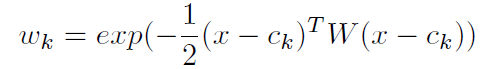 w_k = exp(-\frac{1}{2}(x - c_k)^T W(x - c_k))